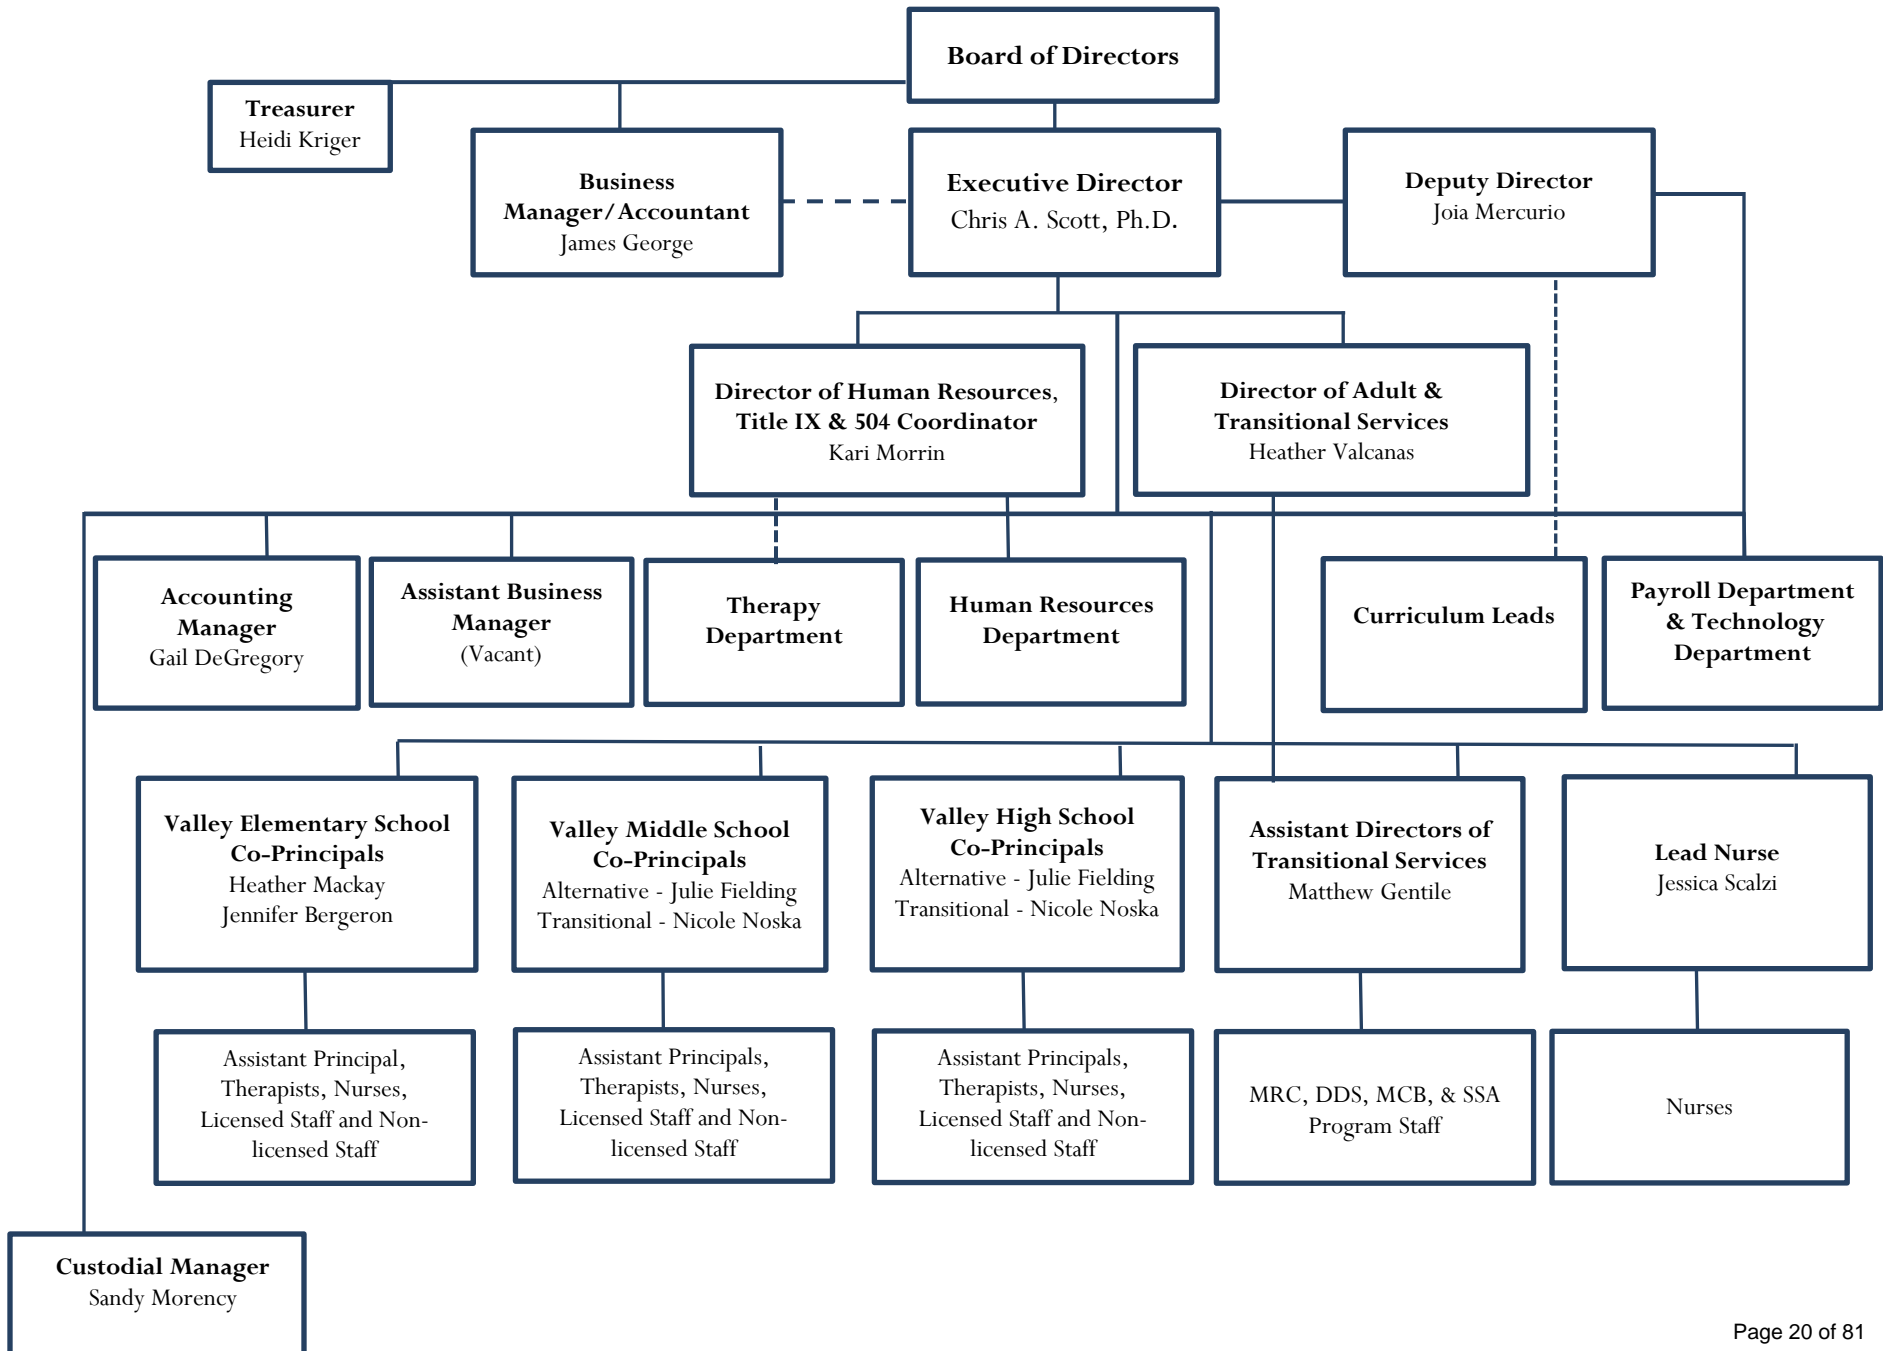 Board of Directors
Treasurer
Heidi Kriger
Business
Manager/Accountant
James George
Executive Director
Chris A. Scott, Ph.D.
Deputy Director
Joia Mercurio
Director of Human Resources,
Title IX & 504 Coordinator
Kari Morrin
Director of Adult &
Transitional Services
Heather Valcanas
Accounting
Manager
Gail DeGregory
Assistant Business
Manager
(Vacant)
Therapy
Department
Human Resources
Department
Curriculum Leads
Payroll Department
& Technology
Department
Valley Elementary School
Co-Principals
Heather Mackay
Jennifer Bergeron
Valley Middle School
Co-Principals
Alternative - Julie Fielding
Transitional - Nicole Noska
Valley High School
Co-Principals
Alternative - Julie Fielding
Transitional - Nicole Noska
Assistant Directors of
Transitional Services
Matthew Gentile
Lead Nurse
Jessica Scalzi
Assistant Principal,
Therapists, Nurses,
Licensed Staff and Non-
licensed Staff
Assistant Principals,
Therapists, Nurses,
Licensed Staff and Non-
licensed Staff
Assistant Principals,
Therapists, Nurses,
Licensed Staff and Non-
licensed Staff
MRC, DDS, MCB, & SSA
Program Staff
Nurses
Custodial Manager
Sandy Morency
Page 20 of 81